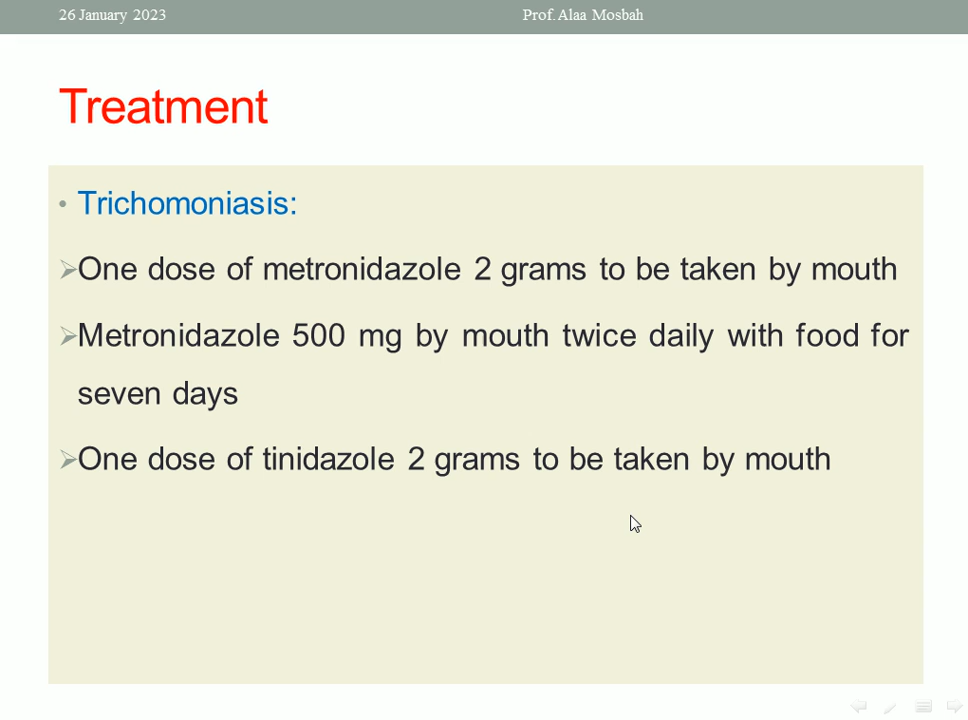 26 January 2023 Prof. Alaa Mosbah
Treatment
• Trichomoniasis:
➢One dose of metronidazole 2 grams to be taken by mouth
➢Metronidazole 500 mg by mouth twice daily with food for
seven days
➢One dose of tinidazole 2 grams to be taken by mouth